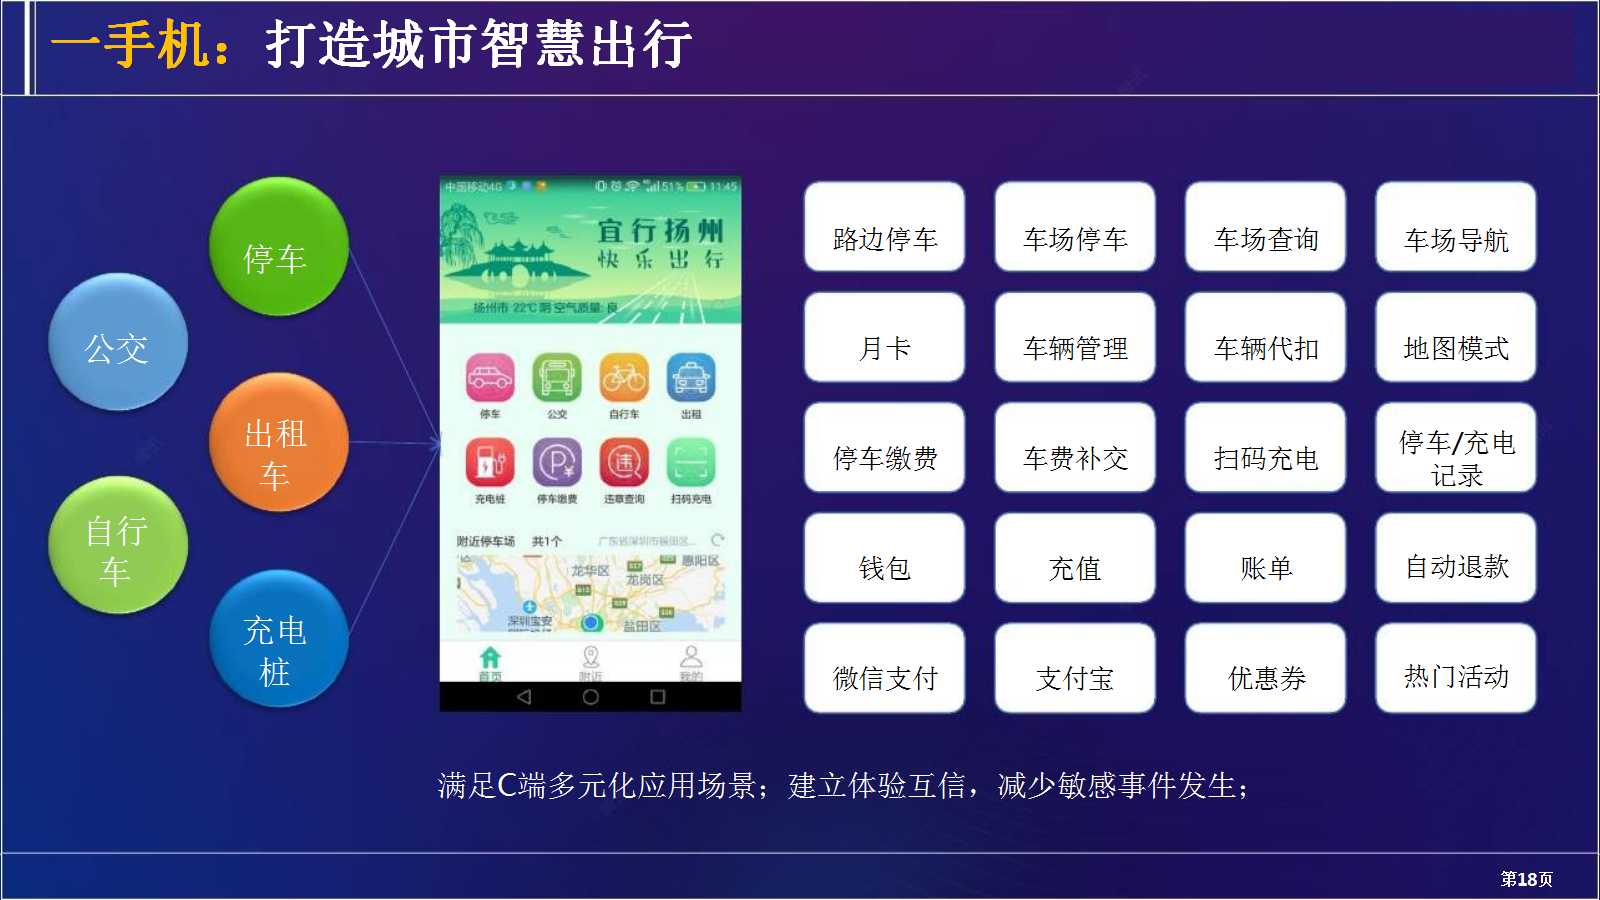 一手机：打造城市智慧出行
停车
公交
出租
车
自行
车
充电
桩
中国移动4G
51% 11:45
宜行扬州
快乐出行
扬州市 22℃ 阴 空气质量: 良
停车 公交 自行车 出租
充电桩 停车缴费 违章查询 扫码充电
附近停车场 共1个 广东省深圳市福田区...
龙华区 惠阳区
龙岗区
深圳宝安
盐田区
首页 附近 我的
路边停车 车场停车 车场查询 车场导航
月卡 车辆管理 车辆代扣 地图模式
停车缴费 车费补交 扫码充电 停车/充电
记录
钱包 充值 账单 自动退款
微信支付 支付宝 优惠券 热门活动
满足C端多元化应用场景；建立体验互信，减少敏感事件发生；
第18页